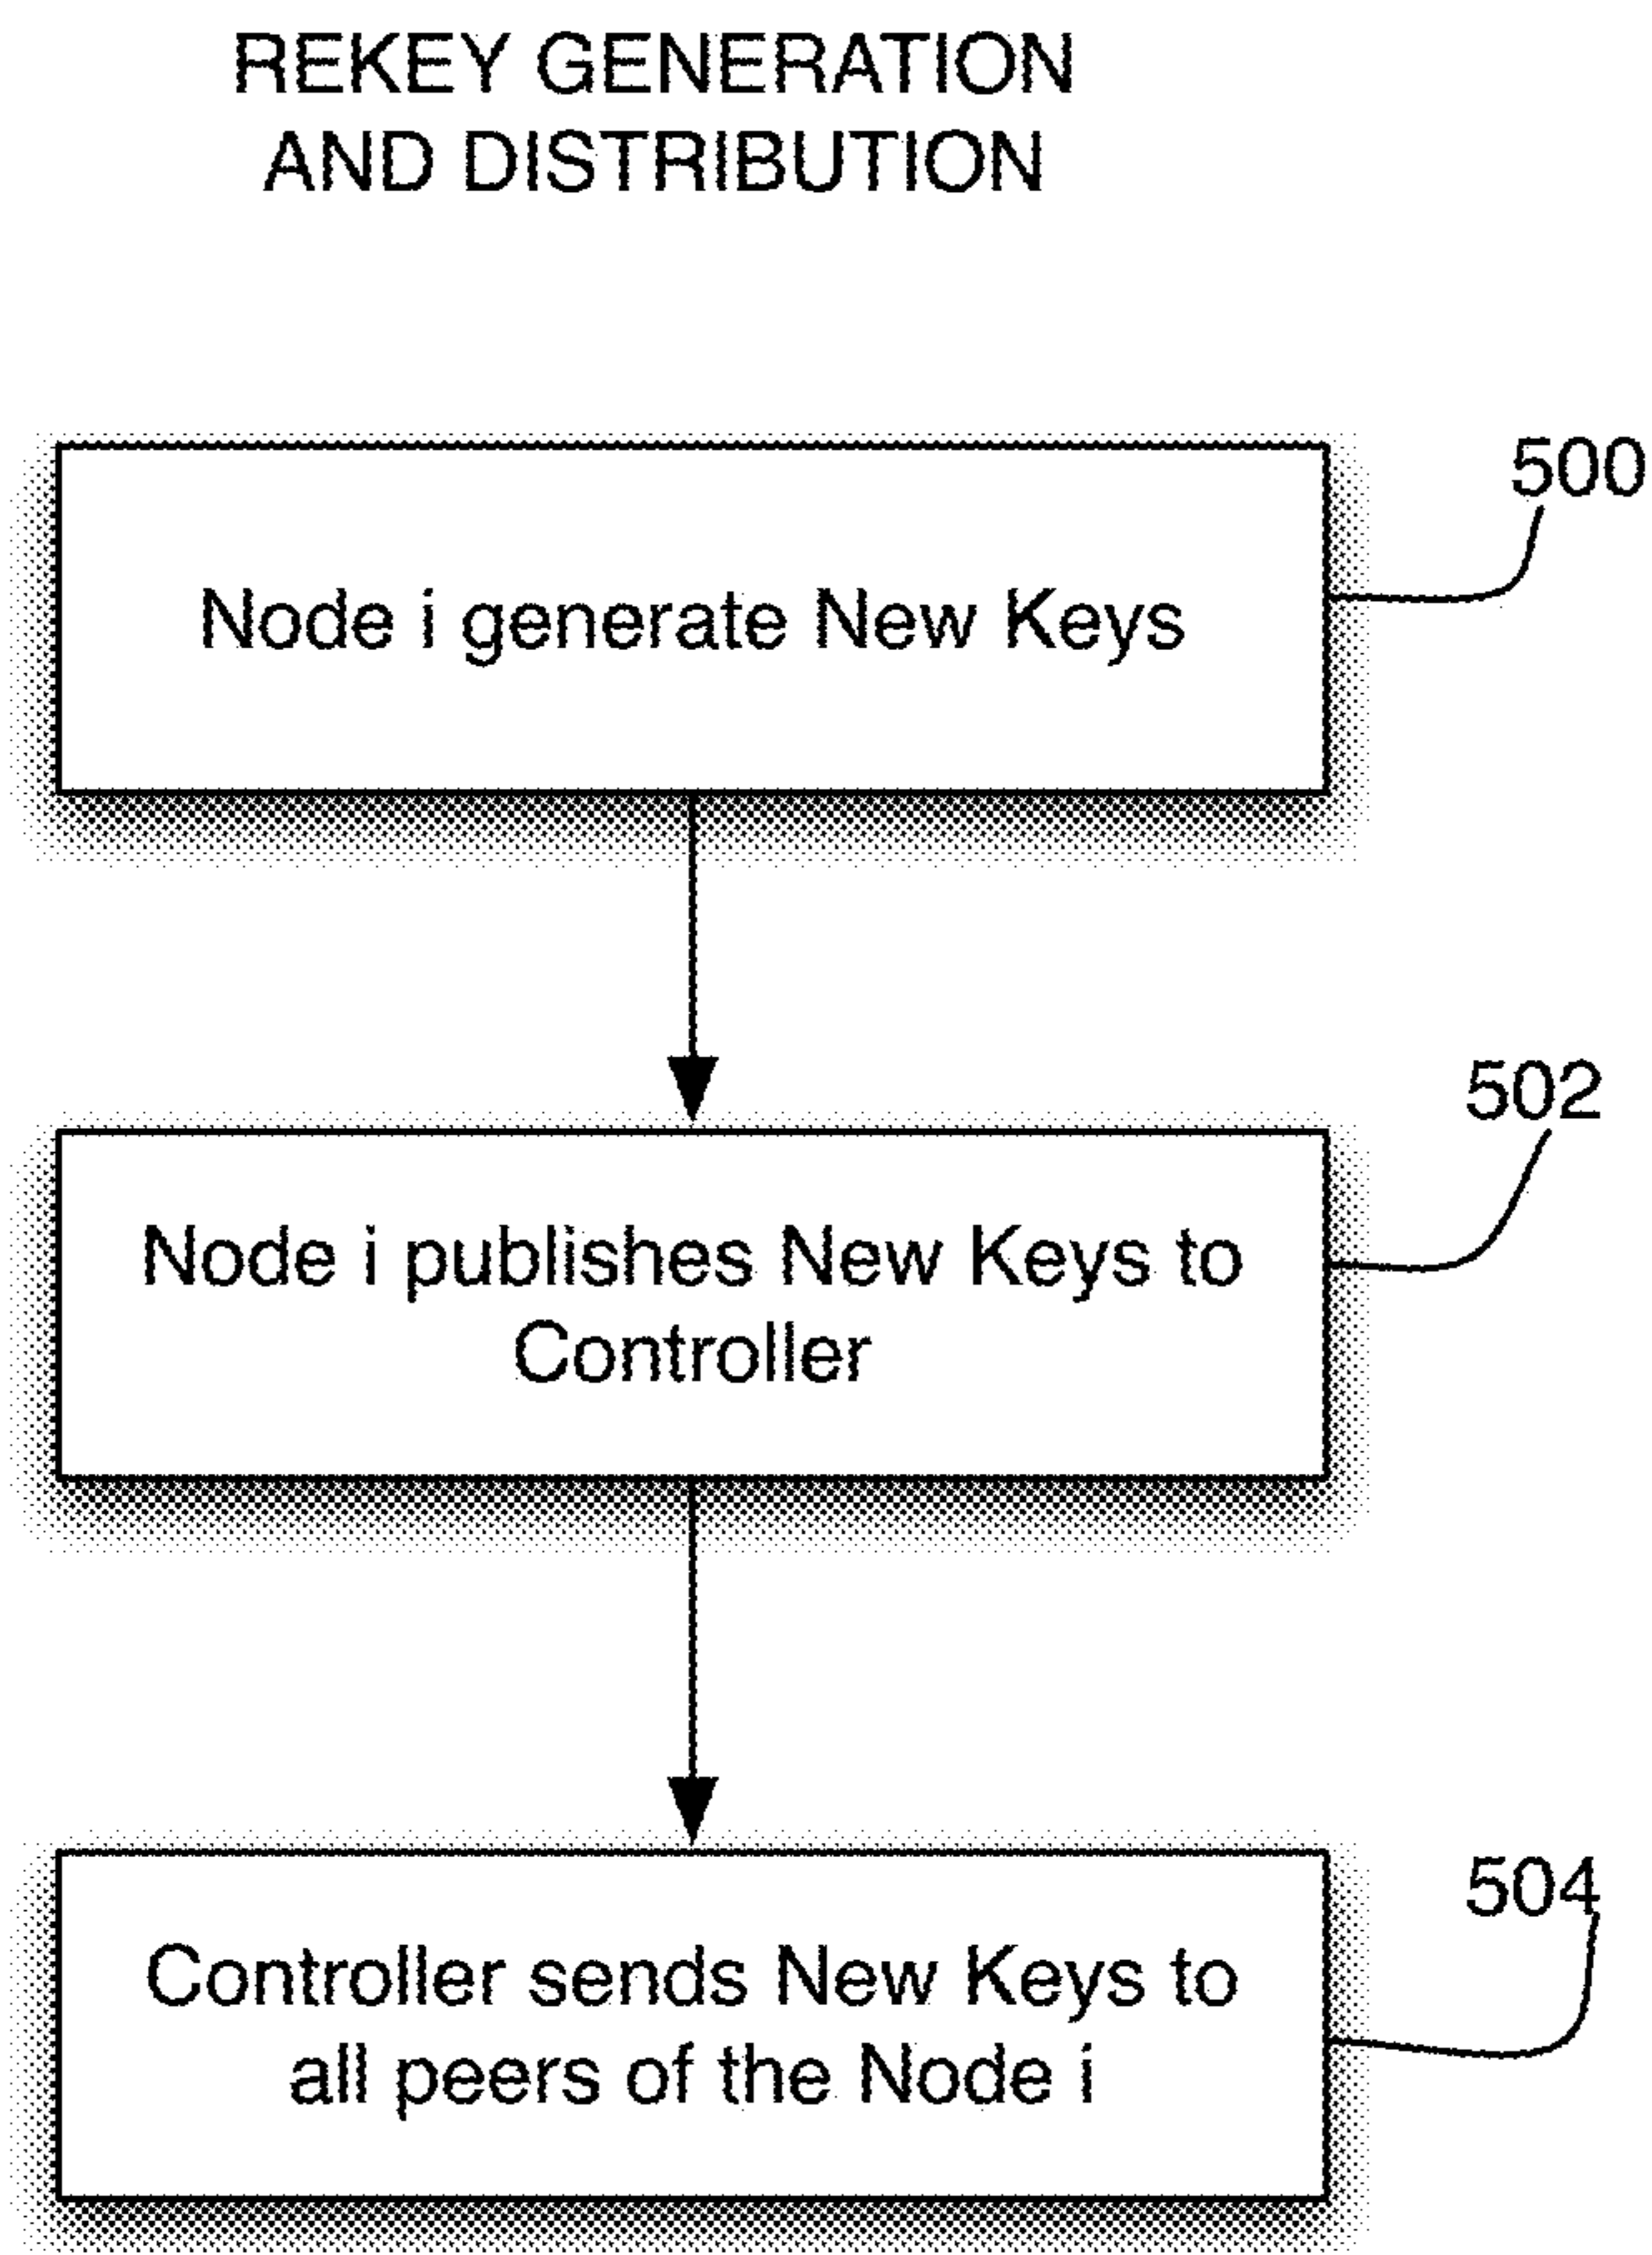 REKEY GENERATION
AND DISTRIBUTION
500
Node i generate New Keys
502
Node i publishes New Keys to
Controller
504
Controller sends New Keys to
all peers of the Node i